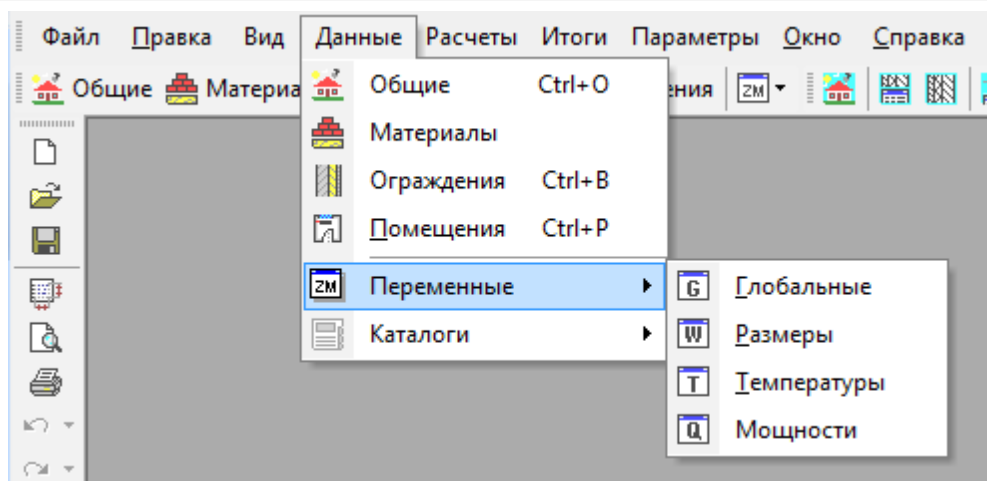 Файл Правка Вид Данные Расчеты Итоги Параметры Окно Справка
Общие Материа ZM
Общие Ctrl+O
Материалы
Ограждения Ctrl+B
Помещения Ctrl+P
ZM Переменные
Каталоги
G Глобальные
W Размеры
T Температуры
Q Мощности